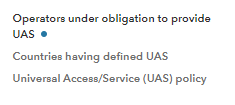 Operators under obligation to provide
UAS
Countries having defined UAS
Universal Access/Service (UAS) policy